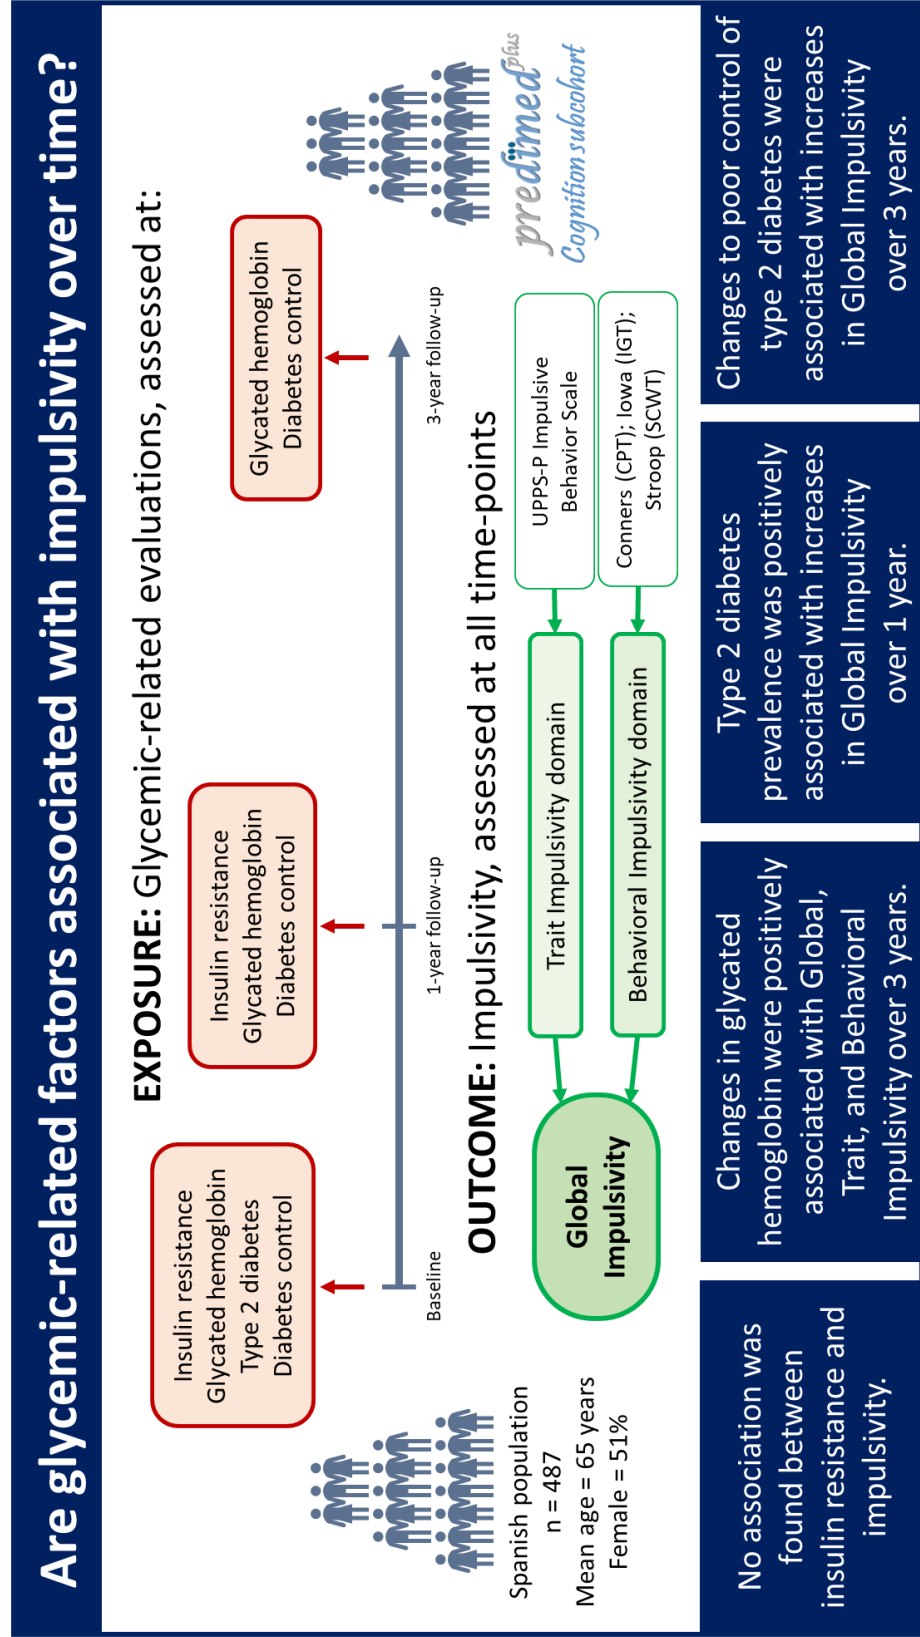 Are glycemic-related factors associated with impulsivity over time?
EXPOSURE: Glycemic-related evaluations, assessed at:
Insulin resistance
Glycated hemoglobin
Type 2 diabetes
Diabetes control
Insulin resistance
Glycated hemoglobin
Diabetes control
Glycated hemoglobin
Diabetes control
Baseline
1-year follow-up
3-year follow-up
Spanish population
n = 487
Mean age = 65 years
Female = 51%
OUTCOME: Impulsivity, assessed at all time-points
Global
Impulsivity
Trait Impulsivity domain
Behavioral Impulsivity domain
UPPS-P Impulsive
Behavior Scale
Conners (CPT); Iowa (IGT);
Stroop (SCWT)
predimed plus
Cognition subcohort
No association was
found between
insulin resistance and
impulsivity.
Changes in glycated
hemoglobin were positively
associated with Global,
Trait, and Behavioral
Impulsivity over 3 years.
Type 2 diabetes
prevalence was positively
associated with increases
in Global Impulsivity
over 1 year.
Changes to poor control of
type 2 diabetes were
associated with increases
in Global Impulsivity
over 3 years.